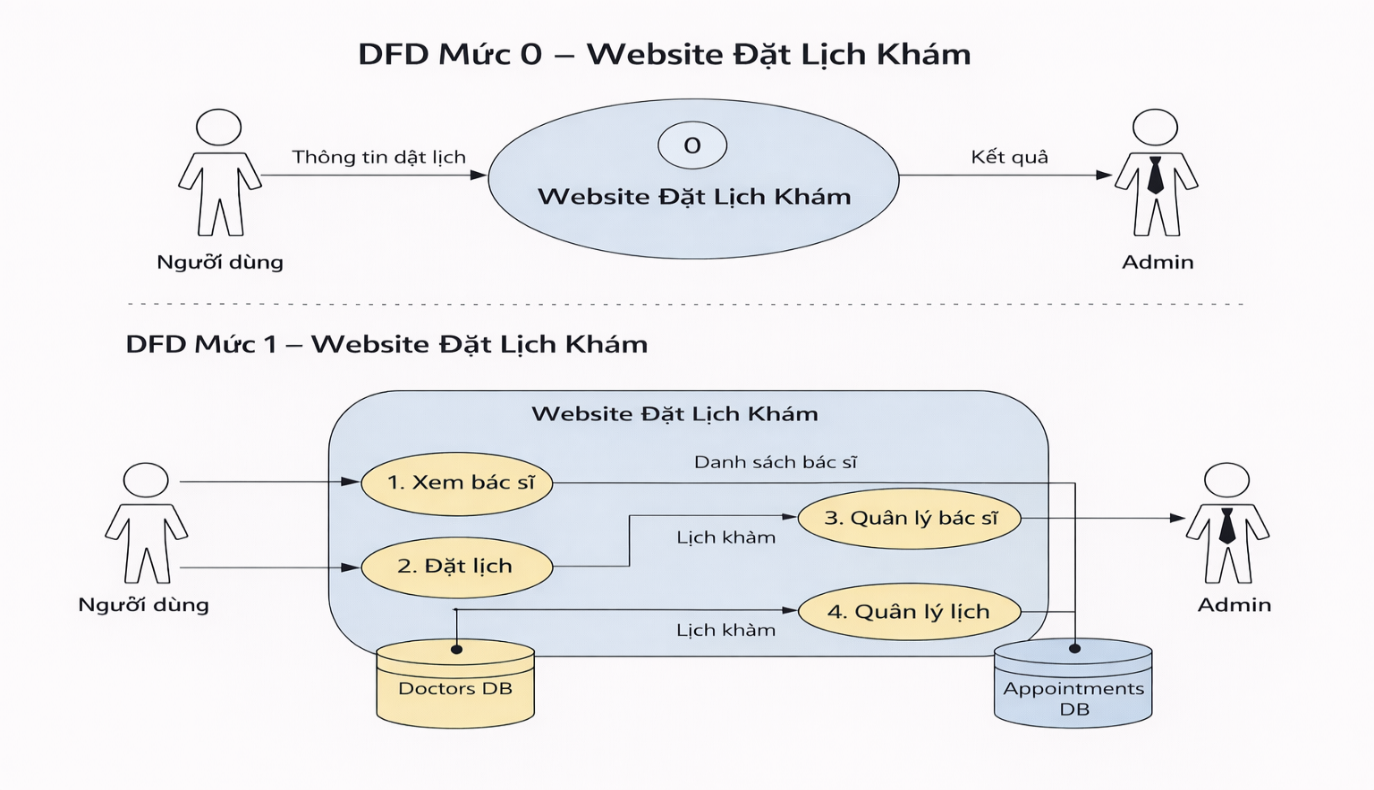 DFD Mức 0 – Website Đặt Lịch Khám
Thông tin dật lịch
0
Website Đặt Lịch Khám
Kết quả
Người dùng
Admin
DFD Mức 1 – Website Đặt Lịch Khám
Website Đặt Lịch Khám
1. Xem bác sĩ
Danh sách bác sĩ
3. Quân lý bác sĩ
Lịch khàm
2. Đặt lịch
4. Quân lý lịch
Lịch khàm
Người dùng
Admin
Doctors DB
Appointments
DB